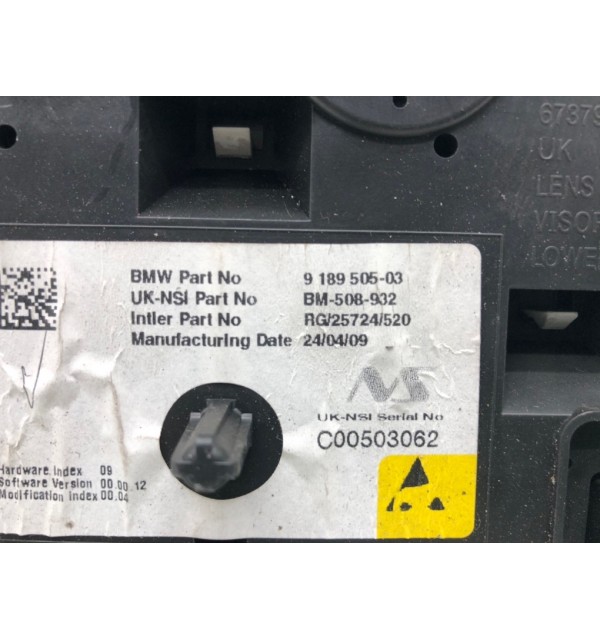 UK
LENS
VISOR
LOWE
BMW Part No 9 189 505-03
UK-NSI Part No BM-508-932
Intier Part No RG/25724/520
Manufacturing Date 24/04/09
NS
UK-NSI Serial No
C00503062
Hardware Index 09
Software Version 00.00.12
Modification Index 00.04